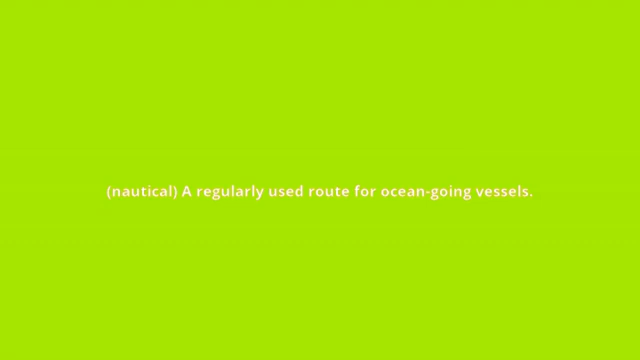 (nautical) A regularly used route for ocean-going vessels.